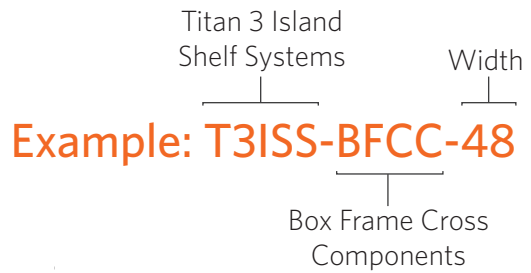 Titan 3 Island
Shelf Systems
Width
Example: T3ISS-BFCC-48
Box Frame Cross
Components